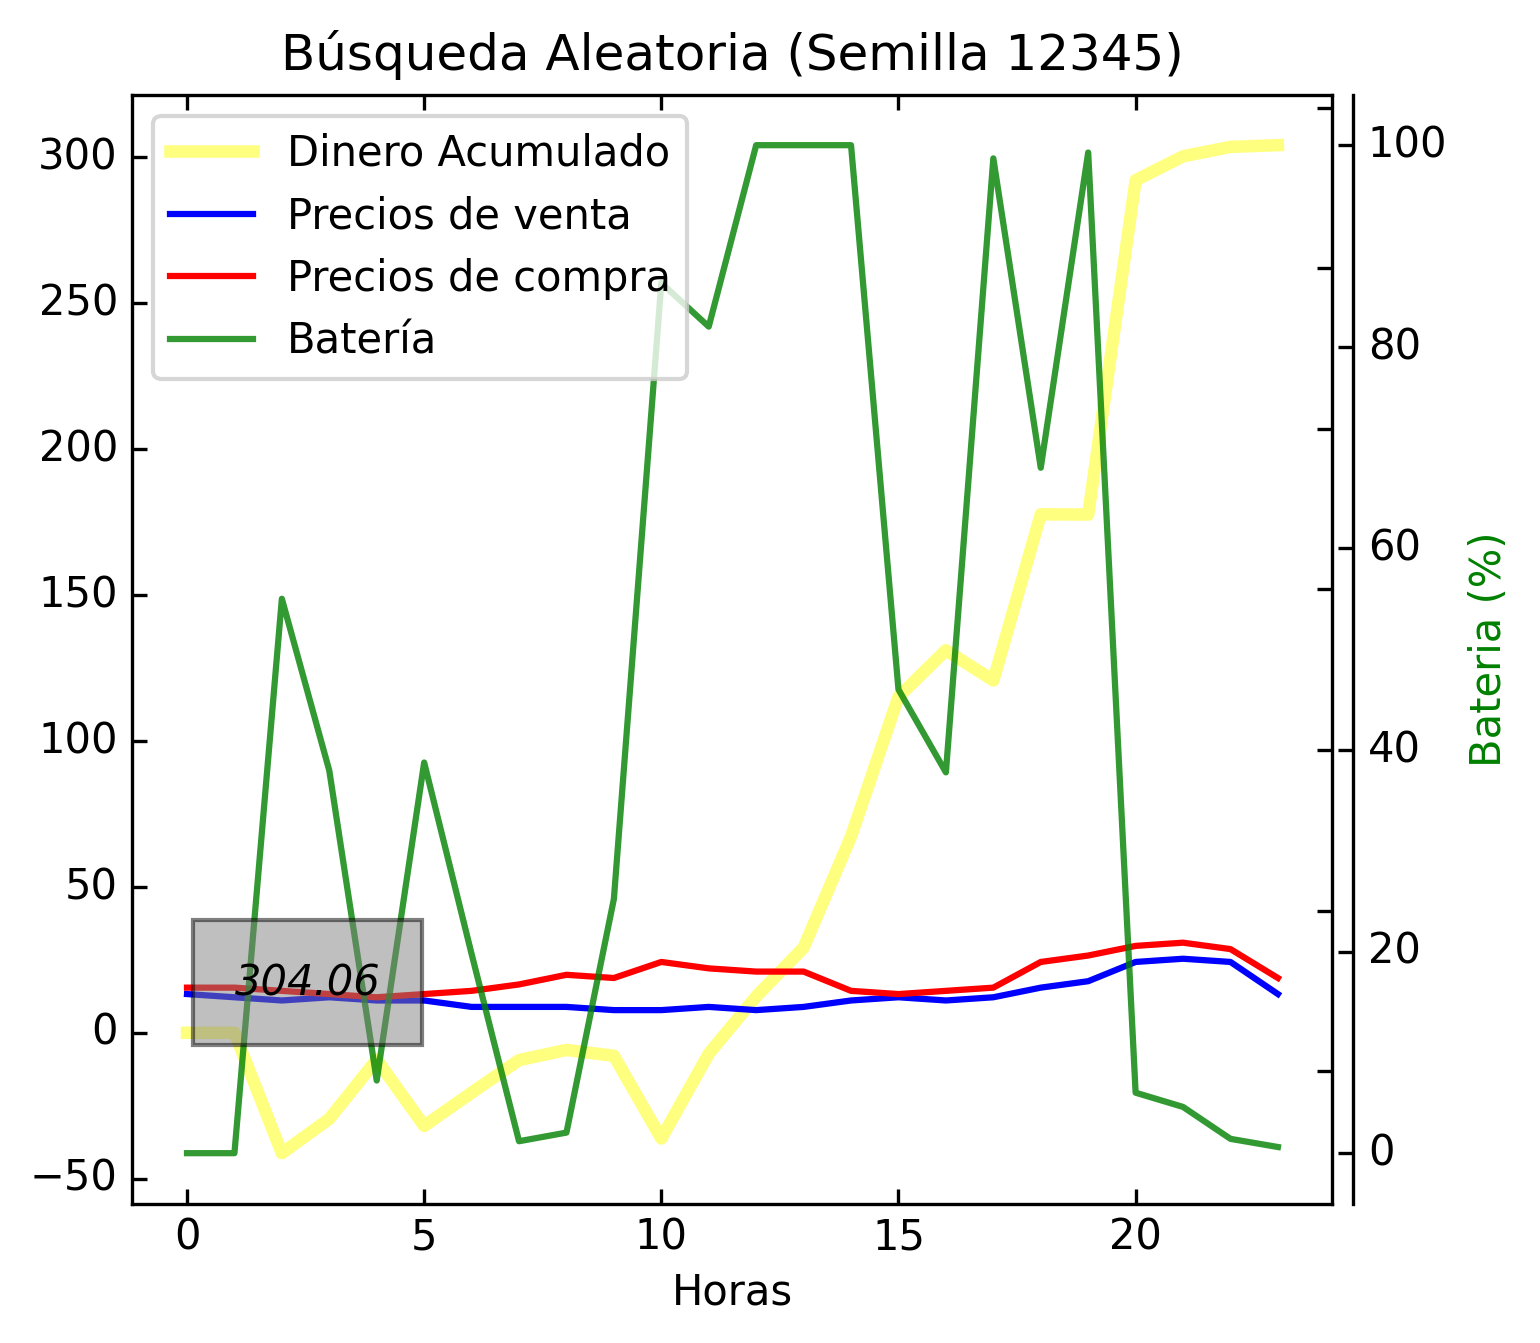 Búsqueda Aleatoria (Semilla 12345)
Dinero Acumulado
Precios de venta
Precios de compra
Batería
300
250
200
150
100
50
0
−50
304.06
100
80
60
40
20
0
Bateria (%)
0 5 10 15 20
Horas